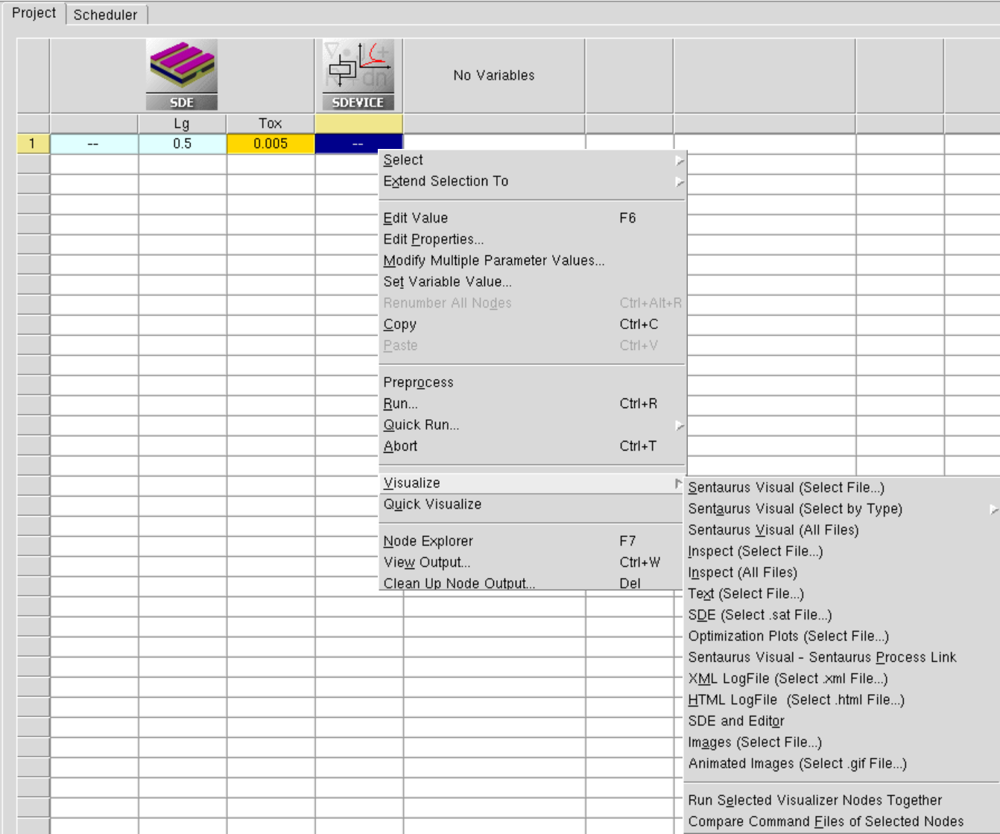 Project Scheduler
No Variables
SDE SDEVICE
Lg Tox
1 -- 0.5 0.005 --
Select
Extend Selection To
Edit Value F6
Edit Properties...
Modify Multiple Parameter Values...
Set Variable Value...
Renumber All Nodes Ctrl+Alt+R
Copy Ctrl+C
Paste Ctrl+V
Preprocess
Run... Ctrl+R
Quick Run...
Abort Ctrl+T
Visualize
Quick Visualize
Node Explorer F7
View Output... Ctrl+W
Clean Up Node Output... Del
Sentaurus Visual (Select File...)
Sentaurus Visual (Select by Type)
Sentaurus Visual (All Files)
Inspect (Select File...)
Inspect (All Files)
Text (Select File...)
SDE (Select .sat File...)
Optimization Plots (Select File...)
Sentaurus Visual - Sentaurus Process Link
XML LogFile (Select .xml File...)
HTML LogFile (Select .html File...)
SDE and Editor
Images (Select File...)
Animated Images (Select .gif File...)
Run Selected Visualizer Nodes Together
Compare Command Files of Selected Nodes